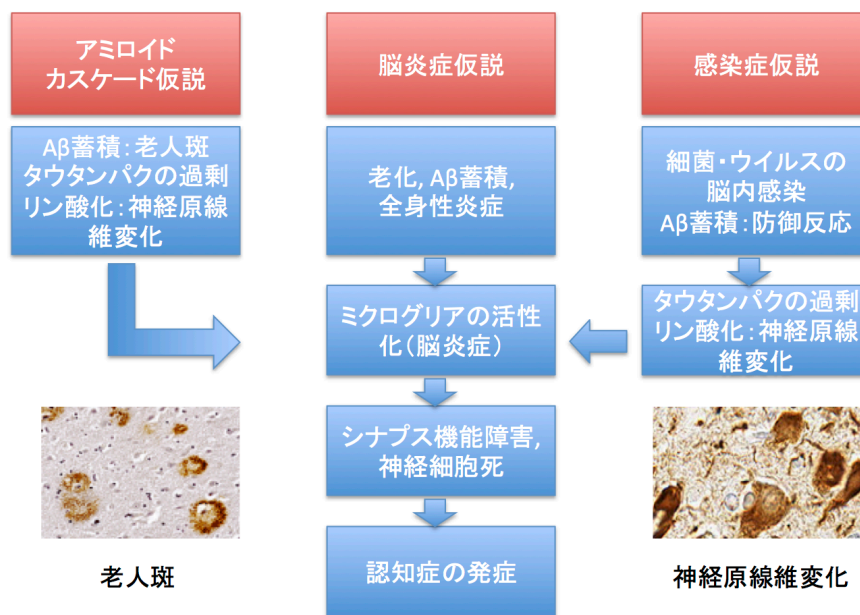 アミロイド
カスケード仮説
Aβ蓄積：老人斑
タウタンパクの過剰
リン酸化：神経原線
維変化
脳炎症仮説
老化, Aβ蓄積,
全身性炎症
ミクログリアの活性
化（脳炎症）
シナプス機能障害,
神経細胞死
認知症の発症
感染症仮説
細菌・ウイルスの
脳内感染
Aβ蓄積：防御反応
タウタンパクの過剰
リン酸化：神経原線
維変化
老人斑
神経原線維変化